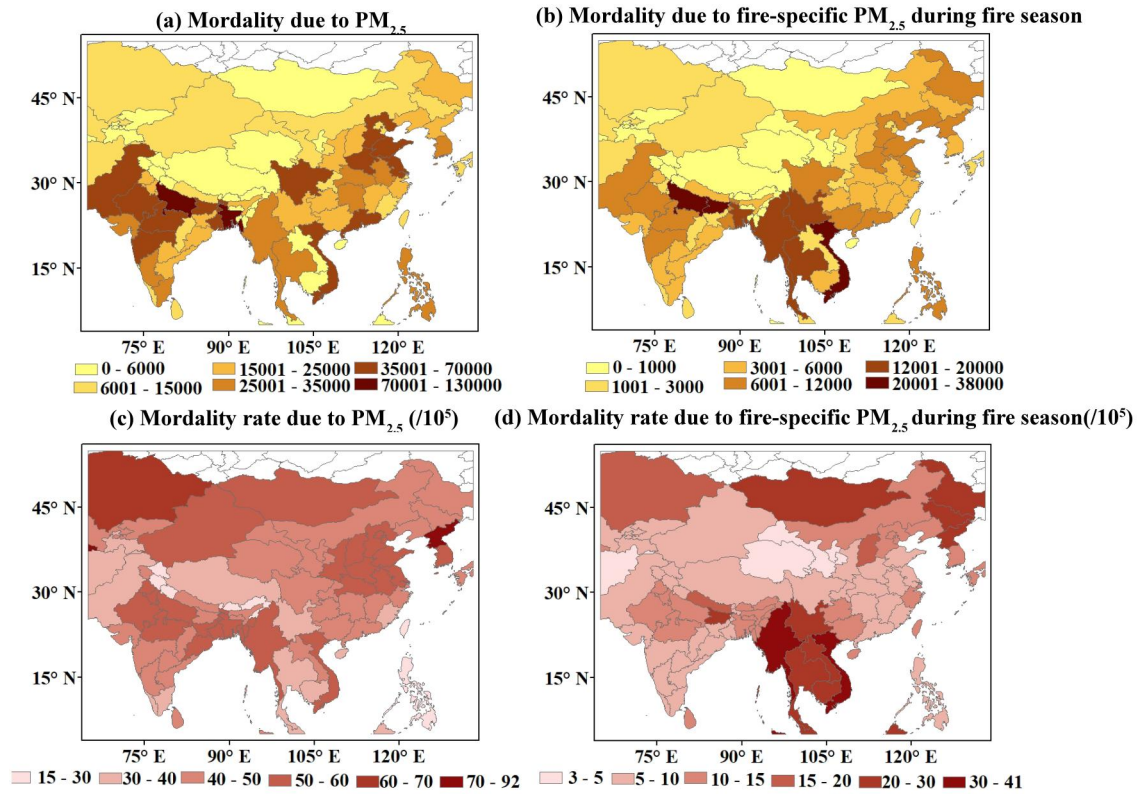 (a) Mordality due to PM2.5
(b) Mordality due to fire-specific PM2.5 during fire season
45° N
30° N
15° N
75° E 90° E 105° E 120° E
0 - 6000 15001 - 25000 35001 - 70000
6001 - 15000 25001 - 35000 70001 - 130000
45° N
30° N
15° N
75° E 90° E 105° E 120° E
0 - 1000 3001 - 6000 12001 - 20000
1001 - 3000 6001 - 12000 20001 - 38000
(c) Mordality rate due to PM2.5 (/10⁵)
(d) Mordality rate due to fire-specific PM2.5 during fire season(/10⁵)
45° N
30° N
15° N
75° E 90° E 105° E 120° E
15 - 30 30 - 40 40 - 50 50 - 60 60 - 70 70 - 92
45° N
30° N
15° N
75° E 90° E 105° E 120° E
3 - 5 5 - 10 10 - 15 15 - 20 20 - 30 30 - 41